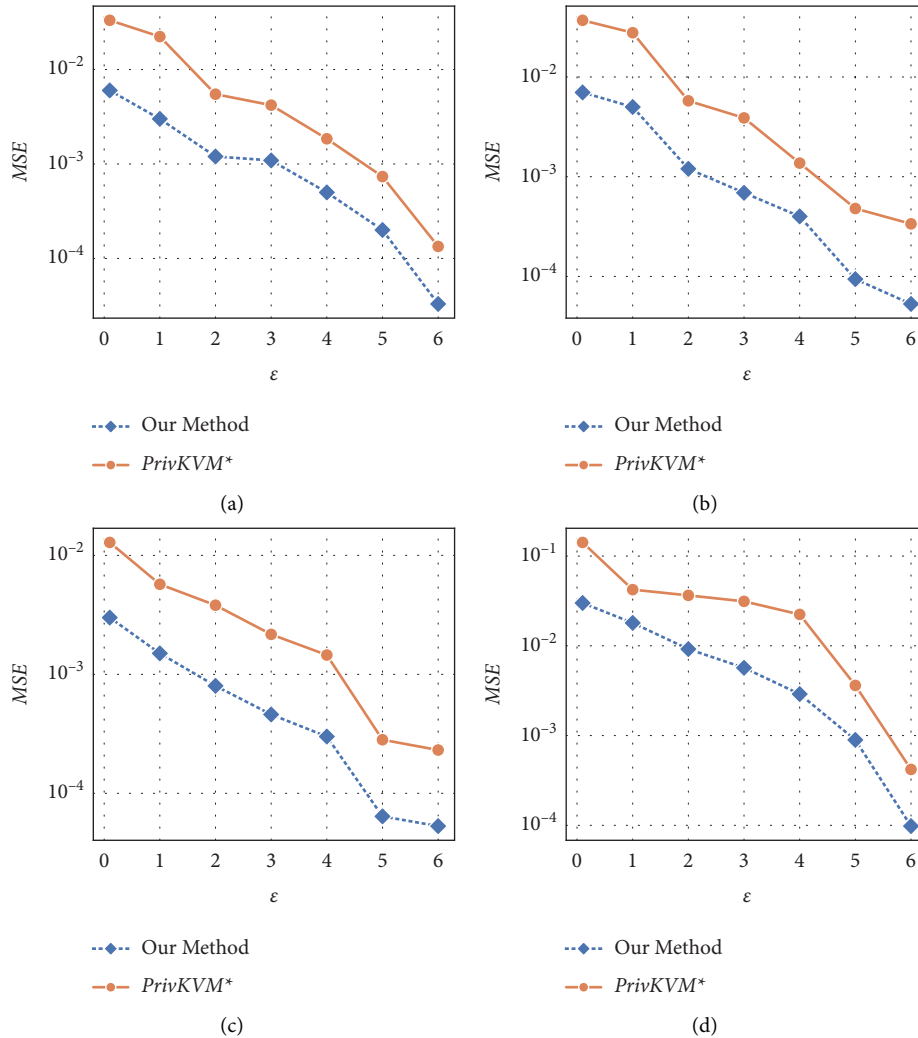 10⁻²
10⁻³
10⁻⁴
MSE
0 1 2 3 4 5 6
ε
Our Method
PrivKVM*
(a)
10⁻²
10⁻³
10⁻⁴
MSE
0 1 2 3 4 5 6
ε
Our Method
PrivKVM*
(b)
10⁻²
10⁻³
10⁻⁴
MSE
0 1 2 3 4 5 6
ε
Our Method
PrivKVM*
(c)
10⁻¹
10⁻²
10⁻³
10⁻⁴
MSE
0 1 2 3 4 5 6
ε
Our Method
PrivKVM*
(d)